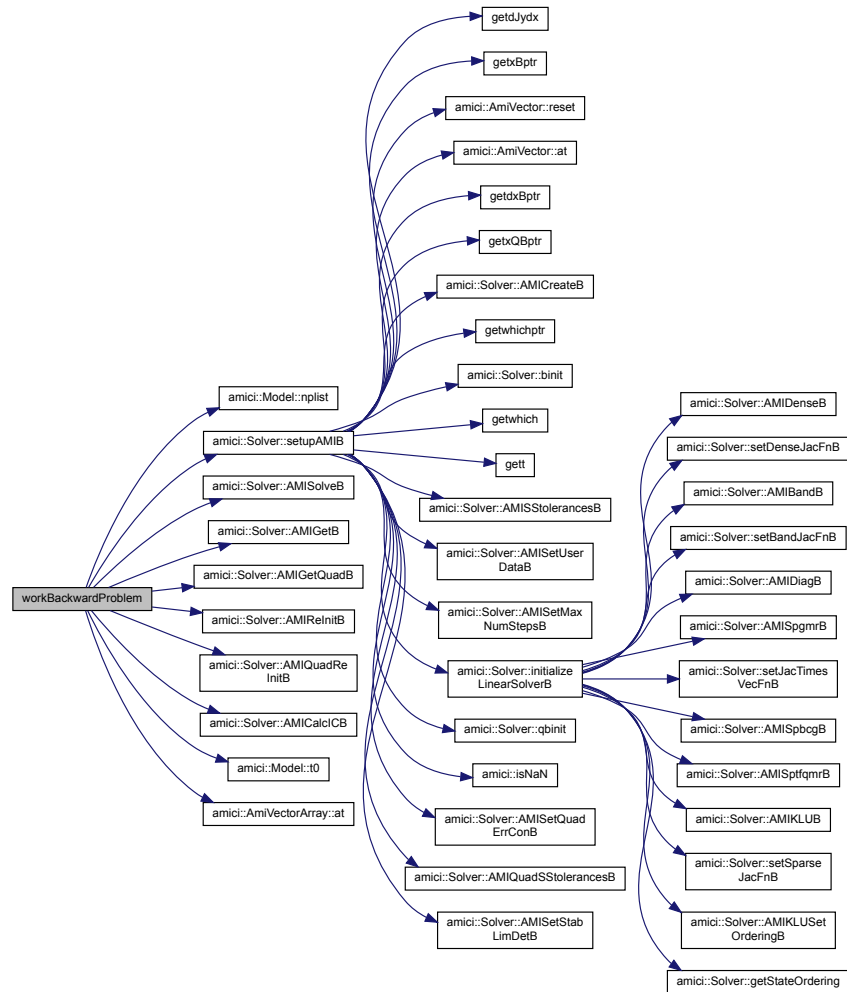 workBackwardProblem
amici::Model::nplist
amici::Solver::setupAMIB
amici::Solver::AMISolveB
amici::Solver::AMIGetB
amici::Solver::AMIGetQuadB
amici::Solver::AMIReInitB
amici::Solver::AMIQuadRe
InitB
amici::Solver::AMICalcICB
amici::Model::t0
amici::AmiVectorArray::at
getdJydx
getxBptr
amici::AmiVector::reset
amici::AmiVector::at
getdxBptr
getxQBptr
amici::Solver::AMICreateB
getwhichptr
amici::Solver::binit
getwhich
gett
amici::Solver::AMISStolerancesB
amici::Solver::AMISetUser
DataB
amici::Solver::AMISetMax
NumStepsB
amici::Solver::initialize
LinearSolverB
amici::Solver::qbinit
amici::isNaN
amici::Solver::AMISetQuad
ErrConB
amici::Solver::AMIQuadSStolerancesB
amici::Solver::AMISetStab
LimDetB
amici::Solver::AMIDenseB
amici::Solver::setDenseJacFnB
amici::Solver::AMIBandB
amici::Solver::setBandJacFnB
amici::Solver::AMIDiagB
amici::Solver::AMISpgmrB
amici::Solver::setJacTimes
VecFnB
amici::Solver::AMISpbcgB
amici::Solver::AMISptfqmrB
amici::Solver::AMIKLUB
amici::Solver::setSparse
JacFnB
amici::Solver::AMIKLUSet
OrderingB
amici::Solver::getStateOrdering